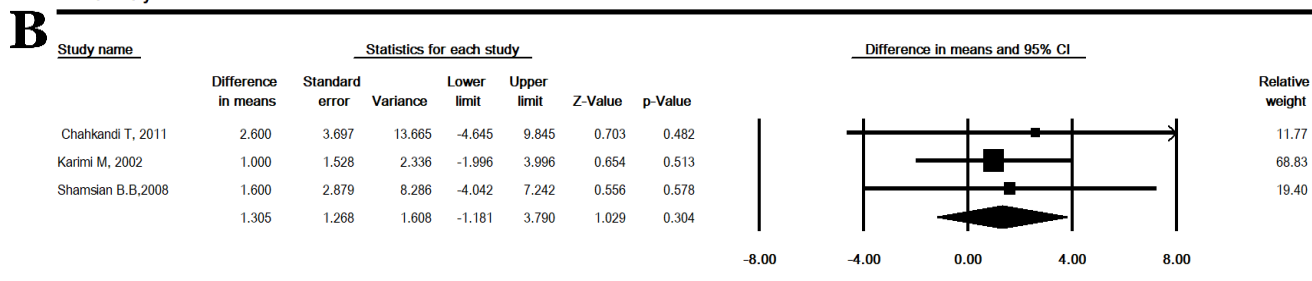 B
Study name Statistics for each study Difference in means and 95% CI
Difference Standard Lower Upper Relative
in means error Variance limit limit Z-Value p-Value weight
Chahkandi T, 2011 2.600 3.697 13.665 -4.645 9.845 0.703 0.482 11.77
Karimi M, 2002 1.000 1.528 2.336 -1.996 3.996 0.654 0.513 68.83
Shamsian B.B,2008 1.600 2.879 8.286 -4.042 7.242 0.556 0.578 19.40
1.305 1.268 1.608 -1.181 3.790 1.029 0.304
-8.00 -4.00 0.00 4.00 8.00